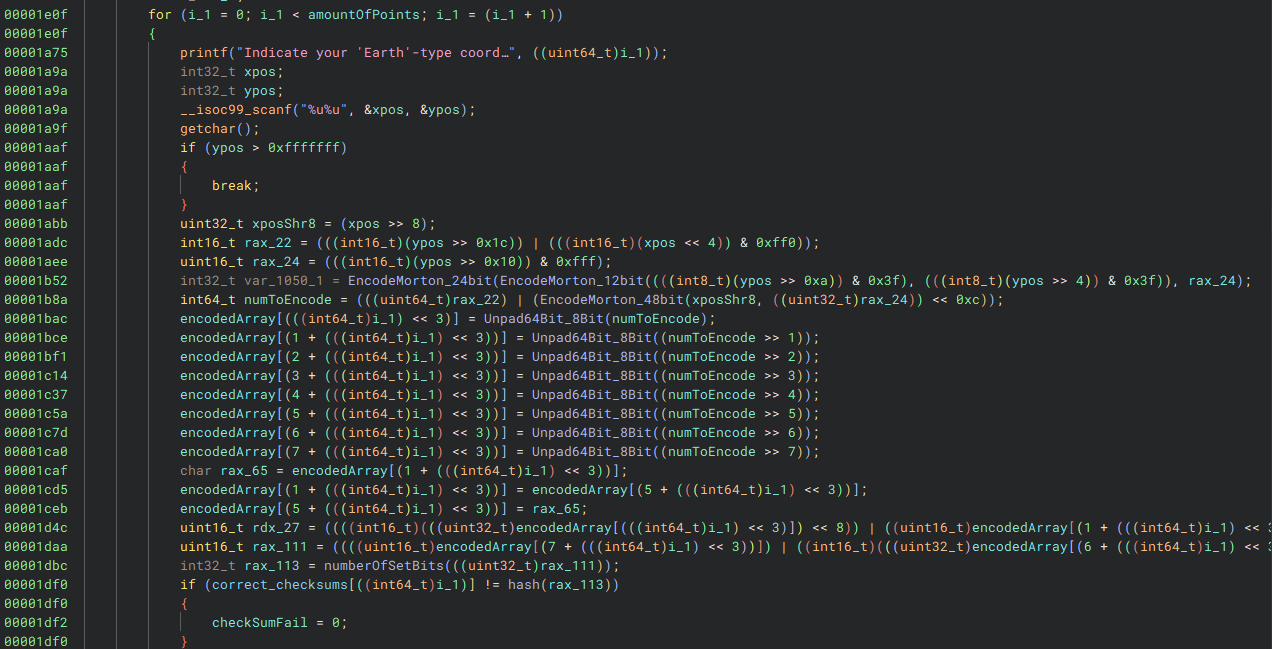 00001e0f for (i_1 = 0; i_1 < amountOfPoints; i_1 = (i_1 + 1))
00001e0f {
00001a75 printf("Indicate your 'Earth'-type coord…", ((uint64_t)i_1));
00001a9a int32_t xpos;
00001a9a int32_t ypos;
00001a9a __isoc99_scanf("%u%u", &xpos, &ypos);
00001a9f getchar();
00001aaf if (ypos > 0xfffffff)
00001aaf {
00001aaf break;
00001aaf }
00001abb uint32_t xposShr8 = (xpos >> 8);
00001adc int16_t rax_22 = (((int16_t)(ypos >> 0x1c)) | (((int16_t)(xpos << 4)) & 0xff0));
00001aee uint16_t rax_24 = (((int16_t)(ypos >> 0x10)) & 0xfff);
00001b52 int32_t var_1050_1 = EncodeMorton_24bit(EncodeMorton_12bit((((int8_t)(ypos >> 0xa)) & 0x3f), (((int8_t)(ypos >> 4)) & 0x3f)), rax_24);
00001b8a int64_t numToEncode = (((uint64_t)rax_22) | (EncodeMorton_48bit(xposShr8, ((uint32_t)rax_24)) << 0xc));
00001bac encodedArray[(((int64_t)i_1) << 3)] = Unpad64Bit_8Bit(numToEncode);
00001bce encodedArray[(1 + (((int64_t)i_1) << 3))] = Unpad64Bit_8Bit((numToEncode >> 1));
00001bf1 encodedArray[(2 + (((int64_t)i_1) << 3))] = Unpad64Bit_8Bit((numToEncode >> 2));
00001c14 encodedArray[(3 + (((int64_t)i_1) << 3))] = Unpad64Bit_8Bit((numToEncode >> 3));
00001c37 encodedArray[(4 + (((int64_t)i_1) << 3))] = Unpad64Bit_8Bit((numToEncode >> 4));
00001c5a encodedArray[(5 + (((int64_t)i_1) << 3))] = Unpad64Bit_8Bit((numToEncode >> 5));
00001c7d encodedArray[(6 + (((int64_t)i_1) << 3))] = Unpad64Bit_8Bit((numToEncode >> 6));
00001ca0 encodedArray[(7 + (((int64_t)i_1) << 3))] = Unpad64Bit_8Bit((numToEncode >> 7));
00001caf char rax_65 = encodedArray[(1 + (((int64_t)i_1) << 3))];
00001cd5 encodedArray[(1 + (((int64_t)i_1) << 3))] = encodedArray[(5 + (((int64_t)i_1) << 3))];
00001ceb encodedArray[(5 + (((int64_t)i_1) << 3))] = rax_65;
00001d4c uint16_t rdx_27 = ((((int16_t)(((uint32_t)encodedArray[(((int64_t)i_1) << 3)]) << 8)) | ((uint16_t)encodedArray[(1 + (((int64_t)i_1) <<
00001daa uint16_t rax_111 = ((((uint16_t)encodedArray[(7 + (((int64_t)i_1) << 3))]) | ((int16_t)(((uint32_t)encodedArray[(6 + (((int64_t)i_1) <<
00001dbc int32_t rax_113 = numberOfSetBits(((uint32_t)rax_111));
00001df0 if (correct_checksums[((int64_t)i_1)] != hash(rax_113))
00001df0 {
00001df2 checkSumFail = 0;
00001df0 }